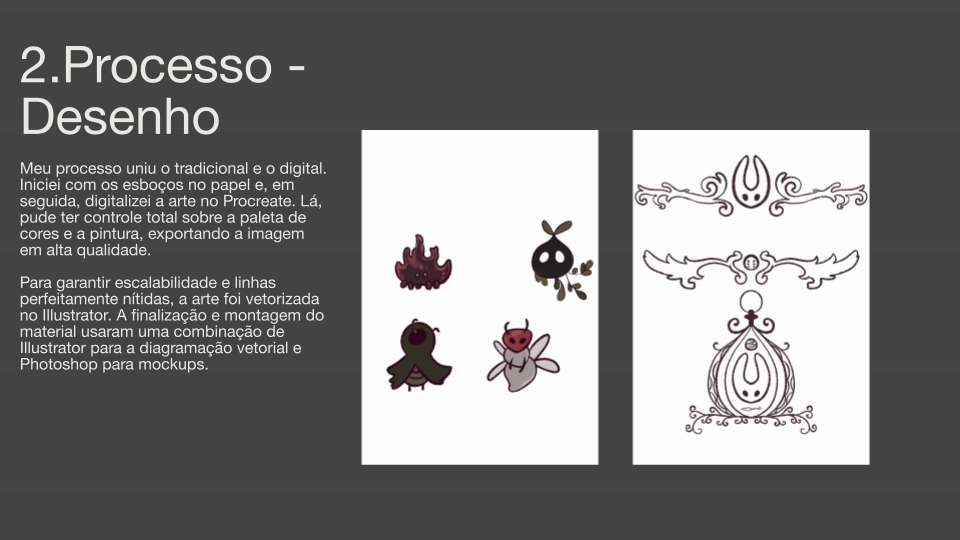 2.Processo -
Desenho
Meu processo uniu o tradicional e o digital.
Iniciei com os esboços no papel e, em
seguida, digitalizei a arte no Procreate. Lá,
pude ter controle total sobre a paleta de
cores e a pintura, exportando a imagem
em alta qualidade.
Para garantir escalabilidade e linhas
perfeitamente nítidas, a arte foi vetorizada
no Illustrator. A finalização e montagem do
material usaram uma combinação de
Illustrator para a diagramação vetorial e
Photoshop para mockups.